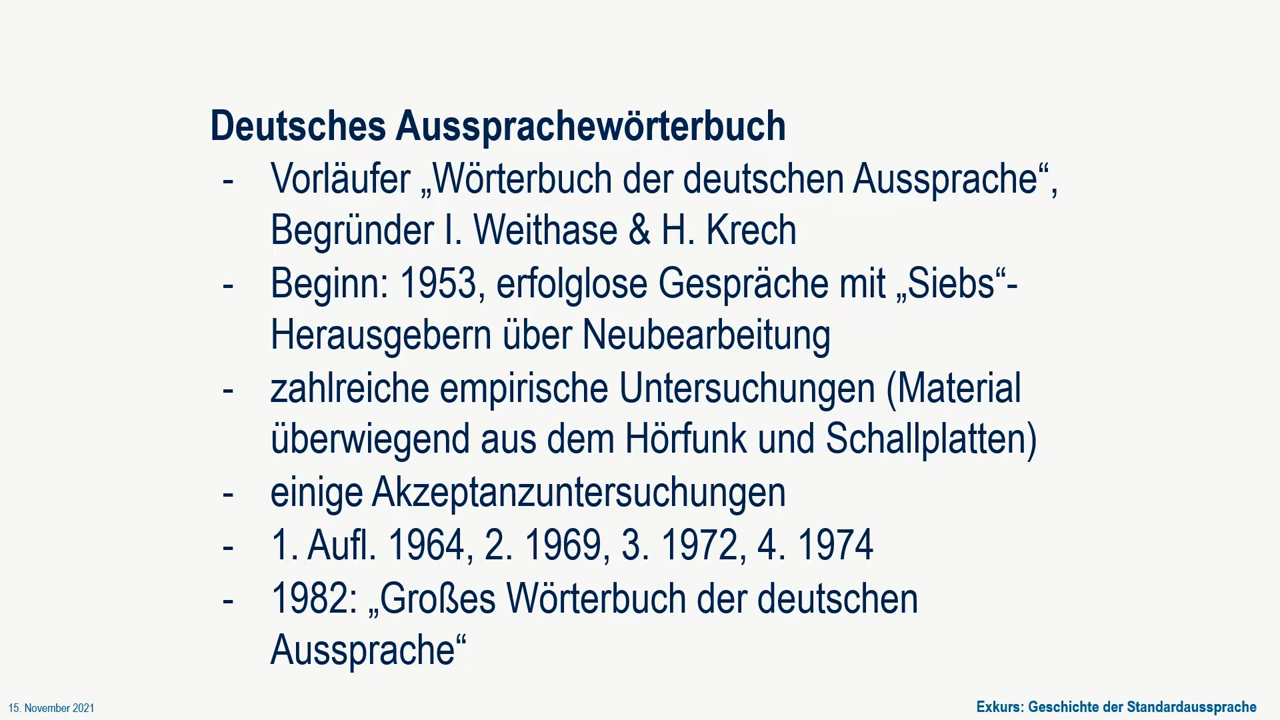 Deutsches Aussprachewörterbuch
- Vorläufer „Wörterbuch der deutschen Aussprache“,
Begründer I. Weithase & H. Krech
- Beginn: 1953, erfolglose Gespräche mit „Siebs“-
Herausgebern über Neubearbeitung
- zahlreiche empirische Untersuchungen (Material
überwiegend aus dem Hörfunk und Schallplatten)
- einige Akzeptanzuntersuchungen
- 1. Aufl. 1964, 2. 1969, 3. 1972, 4. 1974
- 1982: „Großes Wörterbuch der deutschen
Aussprache“
15. November 2021
Exkurs: Geschichte der Standardaussprache